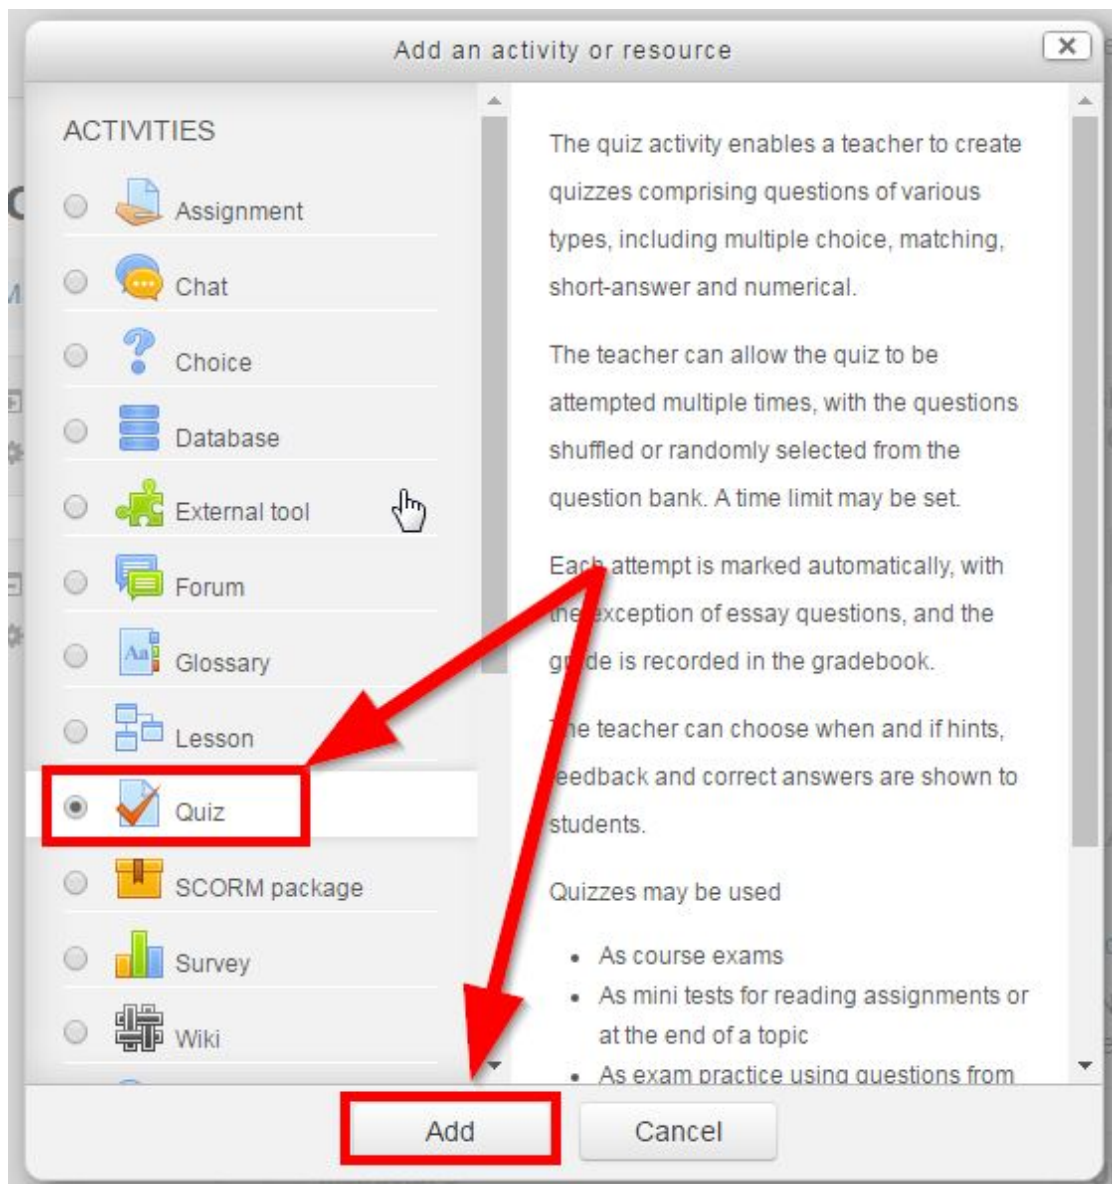 Add an activity or resource
ACTIVITIES
Assignment
Chat
Choice
Database
External tool
Forum
Glossary
Lesson
Quiz
SCORM package
Survey
Wiki
The quiz activity enables a teacher to create
quizzes comprising questions of various
types, including multiple choice, matching,
short-answer and numerical.
The teacher can allow the quiz to be
attempted multiple times, with the questions
shuffled or randomly selected from the
question bank. A time limit may be set.
Each attempt is marked automatically, with
the exception of essay questions, and the
grade is recorded in the gradebook.
The teacher can choose when and if hints,
feedback and correct answers are shown to
students.
Quizzes may be used
• As course exams
• As mini tests for reading assignments or
at the end of a topic
• As exam practice using questions from
Add
Cancel